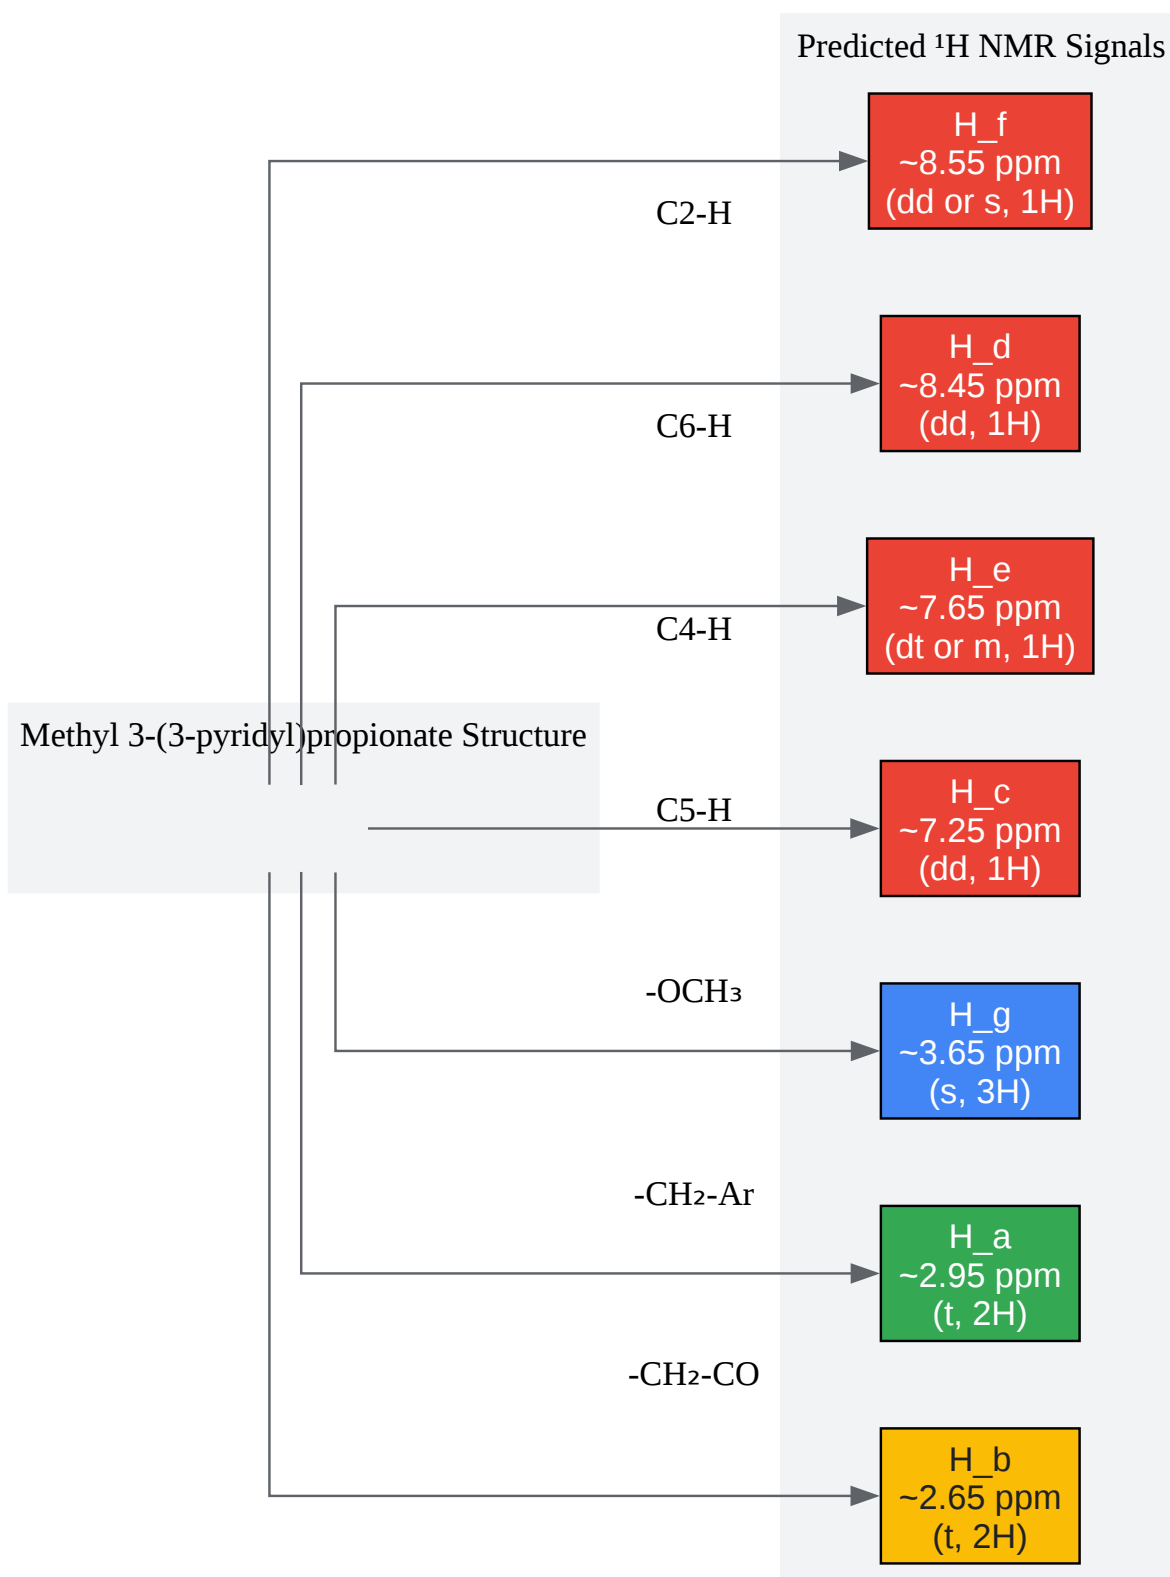 Predicted ¹H NMR Signals
H_f
~8.55 ppm
(dd or s, 1H)
C2-H
H_d
~8.45 ppm
(dd, 1H)
C6-H
H_e
~7.65 ppm
(dt or m, 1H)
C4-H
Methyl 3-(3-pyridyl)propionate Structure
H_c
~7.25 ppm
(dd, 1H)
C5-H
-OCH₃
H_g
~3.65 ppm
(s, 3H)
-CH₂-Ar
H_a
~2.95 ppm
(t, 2H)
-CH₂-CO
H_b
~2.65 ppm
(t, 2H)